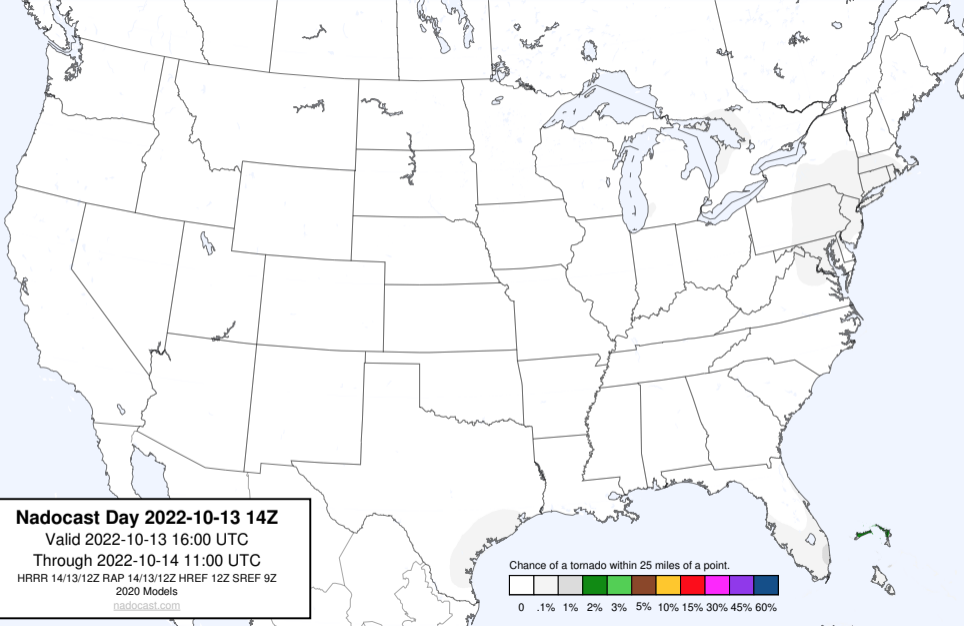 Nadocast Day 2022-10-13 14Z
Valid 2022-10-13 16:00 UTC
Through 2022-10-14 11:00 UTC
HRRR 14/13/12Z RAP 14/13/12Z HREF 12Z SREF 9Z
2020 Models
nadocast.com
Chance of a tornado within 25 miles of a point.
0 .1% 1% 2% 3% 5% 10% 15% 30% 45% 60%